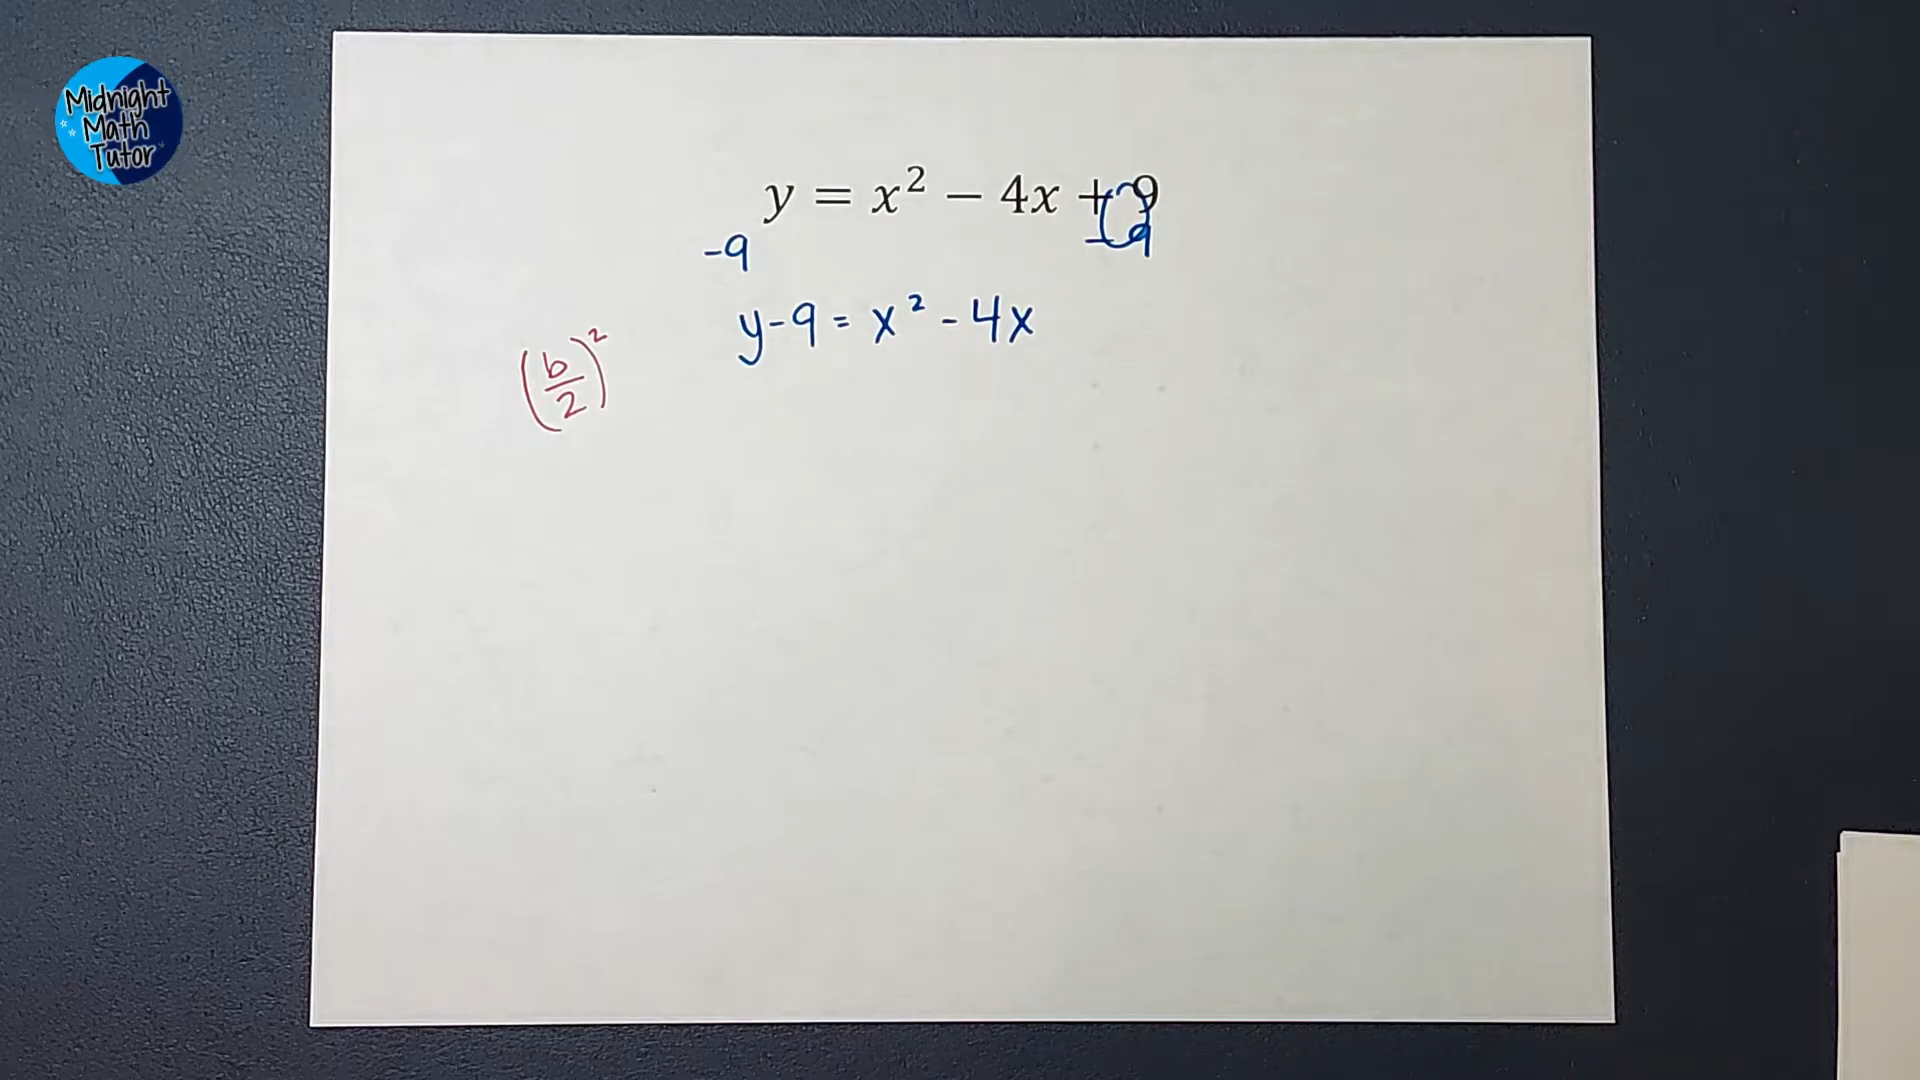 Midnight
Math
Tutor
y = x² − 4x + 9
-9 -9
y-9 = x² - 4x
(b/2)²